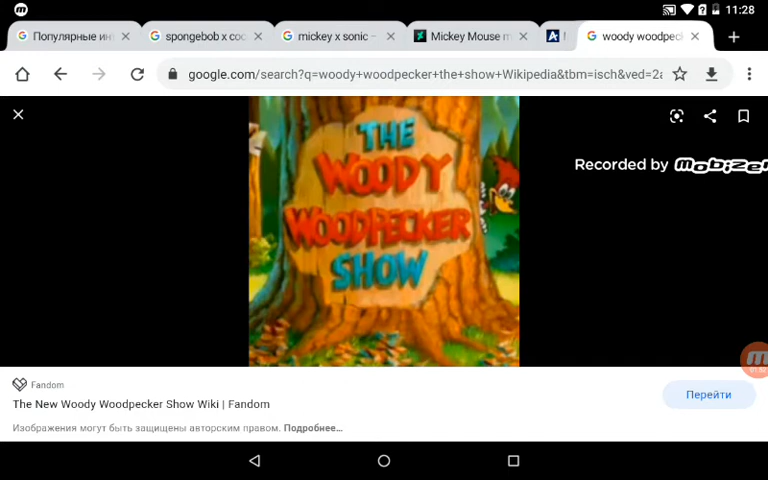 11:28
Популярные ин
spongebob x co
mickey x sonic -
Mickey Mouse m
woody woodpec
google.com/search?q=woody+woodpecker+the+show+Wikipedia&tbm=isch&ved=2a
Recorded by mobizen
THE
WOODY
WOODPECKER
SHOW
Fandom
The New Woody Woodpecker Show Wiki | Fandom
Перейти
Изображения могут быть защищены авторским правом. Подробнее...